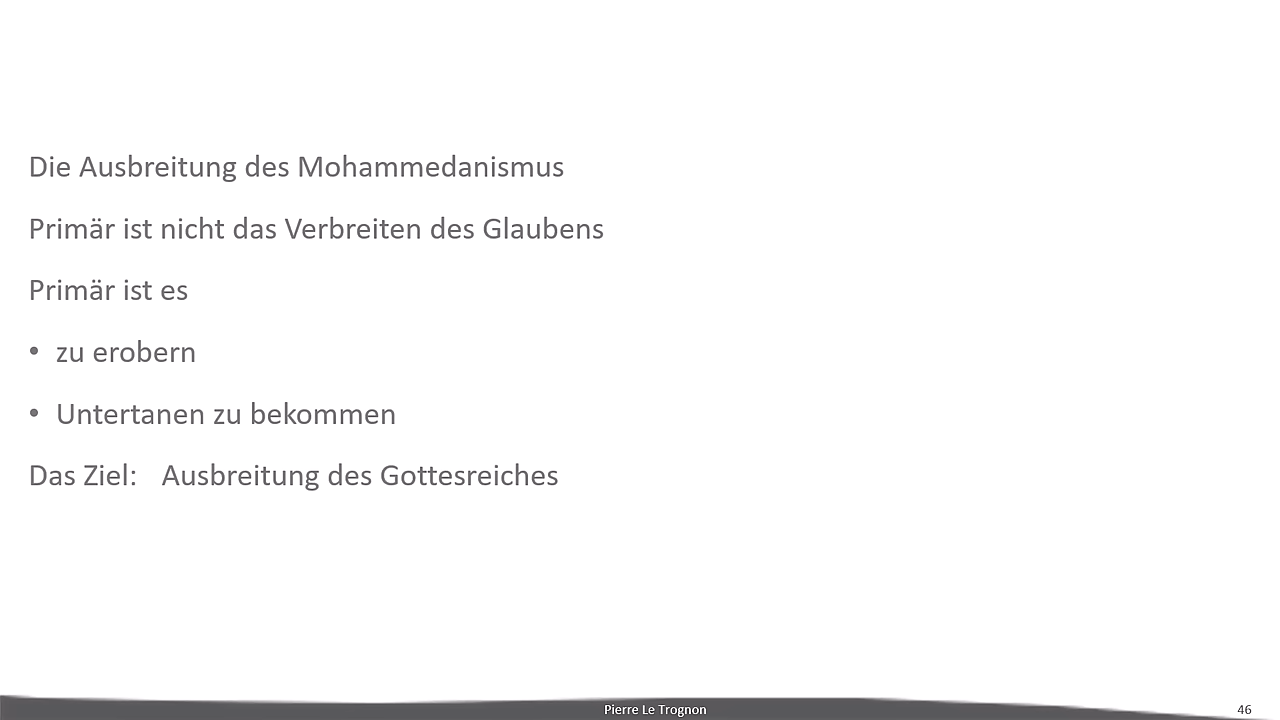 Die Ausbreitung des Mohammedanismus
Primär ist nicht das Verbreiten des Glaubens
Primär ist es
• zu erobern
• Untertanen zu bekommen
Das Ziel: Ausbreitung des Gottesreiches
Pierre Le Trognon
46